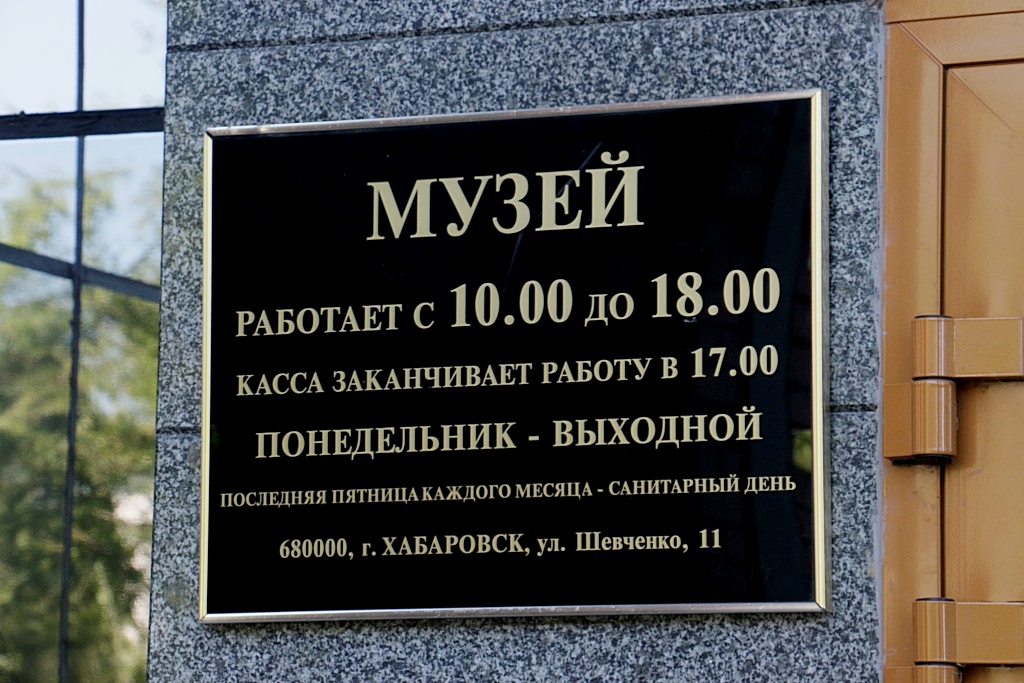 МУЗЕЙ
РАБОТАЕТ С 10.00 ДО 18.00
КАССА ЗАКАНЧИВАЕТ РАБОТУ В 17.00
ПОНЕДЕЛЬНИК - ВЫХОДНОЙ
ПОСЛЕДНЯЯ ПЯТНИЦА КАЖДОГО МЕСЯЦА - САНИТАРНЫЙ ДЕНЬ
680000, г. ХАБАРОВСК, ул. Шевченко, 11